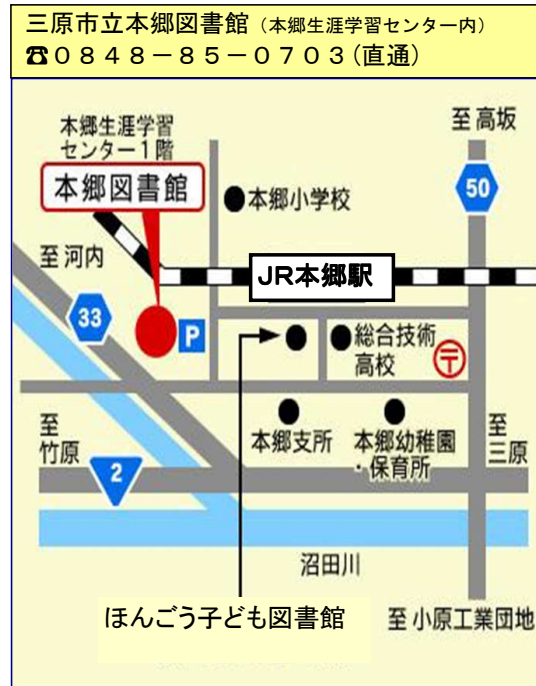 三原市立本郷図書館（本郷生涯学習センター内）
☎０８４８－８５－０７０３(直通)
本郷生涯学習
センター１階
本郷図書館
至高坂
50
本郷小学校
至河内
JR本郷駅
33
P
総合技術
高校
〒
至
竹原
本郷支所
本郷幼稚園
・保育所
至
三原
2
沼田川
ほんごう子ども図書館
至小原工業団地